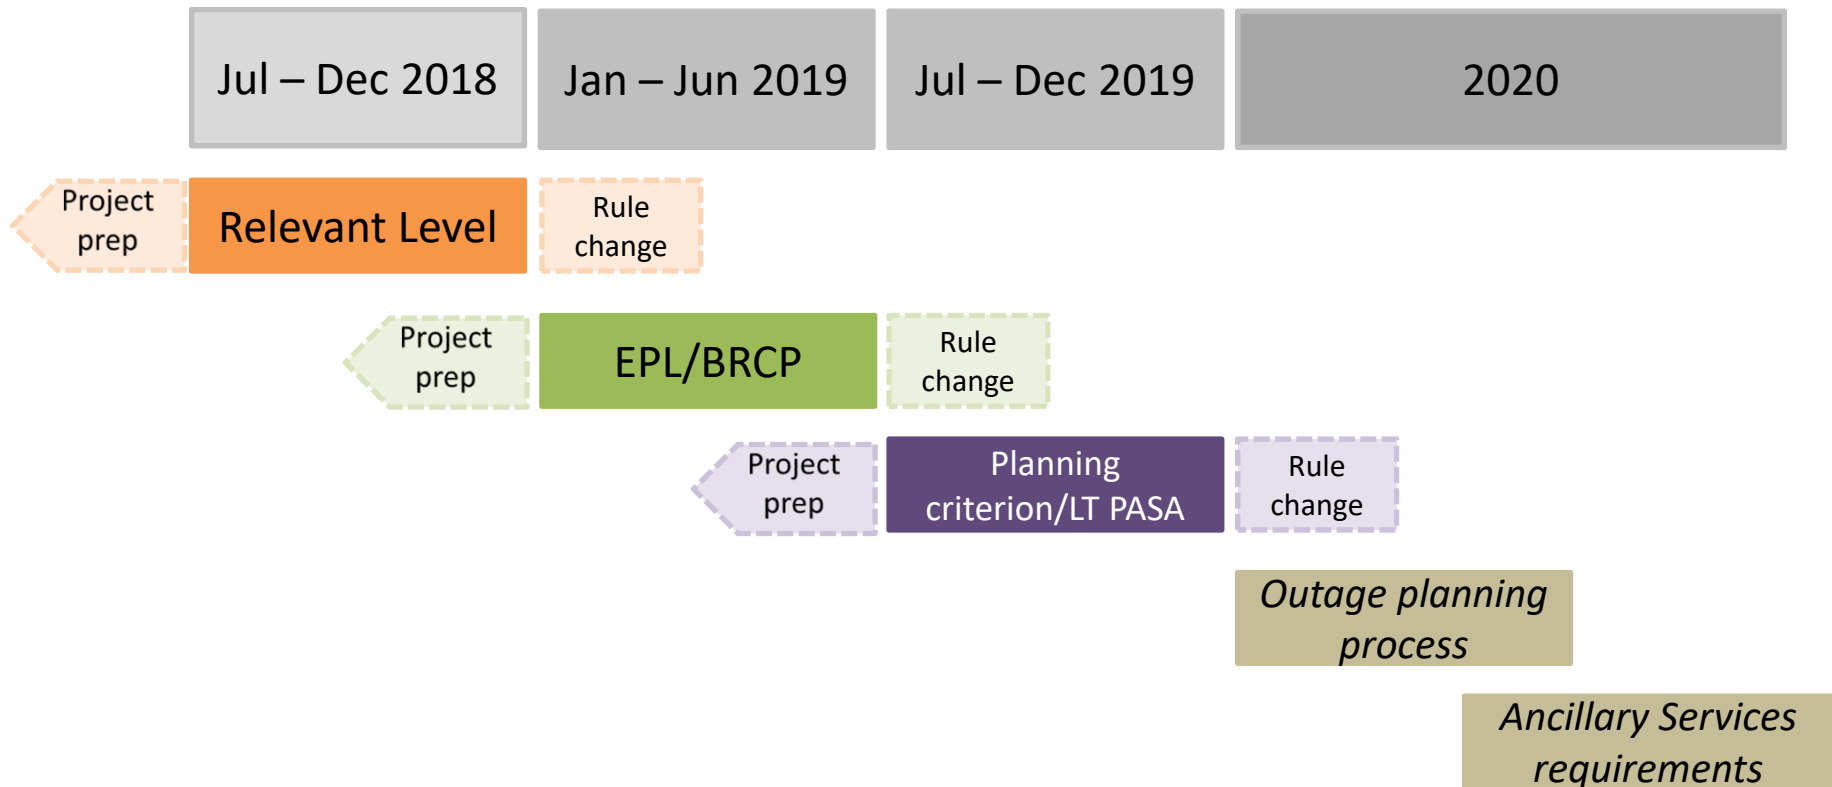 Jul – Dec 2018
Jan – Jun 2019
Jul – Dec 2019
2020
Project
prep
Relevant Level
Rule
change
Project
prep
EPL/BRCP
Rule
change
Project
prep
Planning
criterion/LT PASA
Rule
change
Outage planning
process
Ancillary Services
requirements